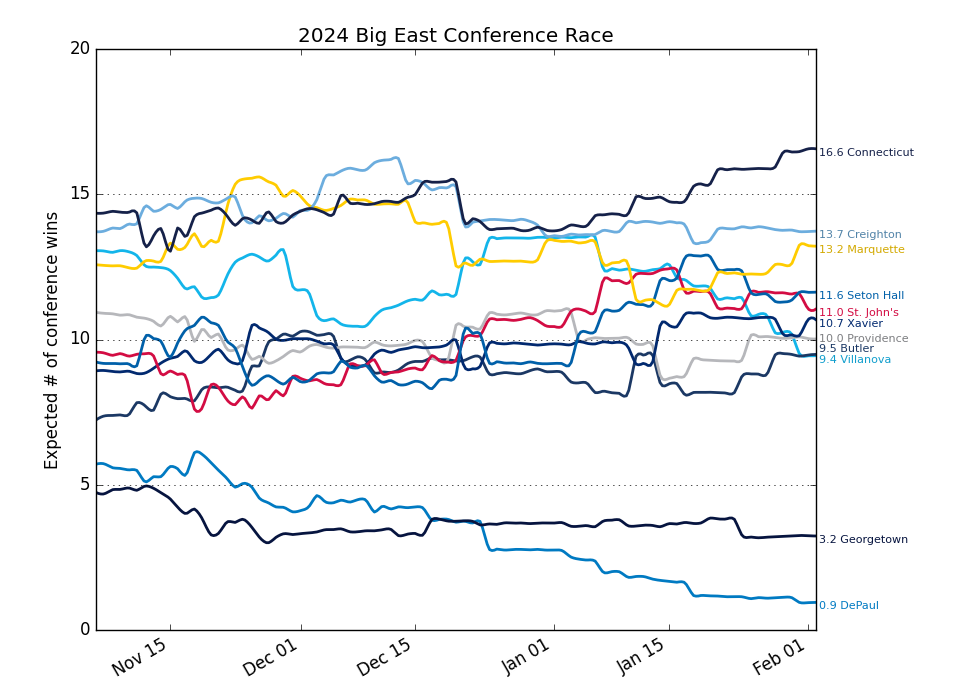 2024 Big East Conference Race
Expected # of conference wins
20
15
10
5
0
16.6 Connecticut
13.7 Creighton
13.2 Marquette
11.6 Seton Hall
11.0 St. John's
10.7 Xavier
10.0 Providence
9.5 Butler
9.4 Villanova
3.2 Georgetown
0.9 DePaul
Nov 15
Dec 01
Dec 15
Jan 01
Jan 15
Feb 01